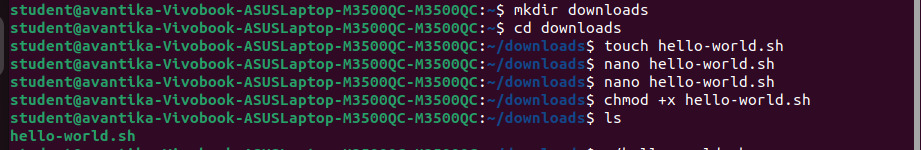 student@avantika-Vivobook-ASUSLaptop-M3500QC-M3500QC:~$ mkdir downloads
student@avantika-Vivobook-ASUSLaptop-M3500QC-M3500QC:~$ cd downloads
student@avantika-Vivobook-ASUSLaptop-M3500QC-M3500QC:~/downloads$ touch hello-world.sh
student@avantika-Vivobook-ASUSLaptop-M3500QC-M3500QC:~/downloads$ nano hello-world.sh
student@avantika-Vivobook-ASUSLaptop-M3500QC-M3500QC:~/downloads$ nano hello-world.sh
student@avantika-Vivobook-ASUSLaptop-M3500QC-M3500QC:~/downloads$ chmod +x hello-world.sh
student@avantika-Vivobook-ASUSLaptop-M3500QC-M3500QC:~/downloads$ ls
hello-world.sh